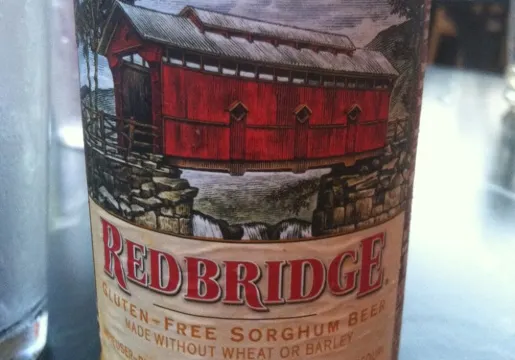 REDBRIDGE
GLUTEN-FREE SORGHUM BEER
MADE WITHOUT WHEAT OR BARLEY